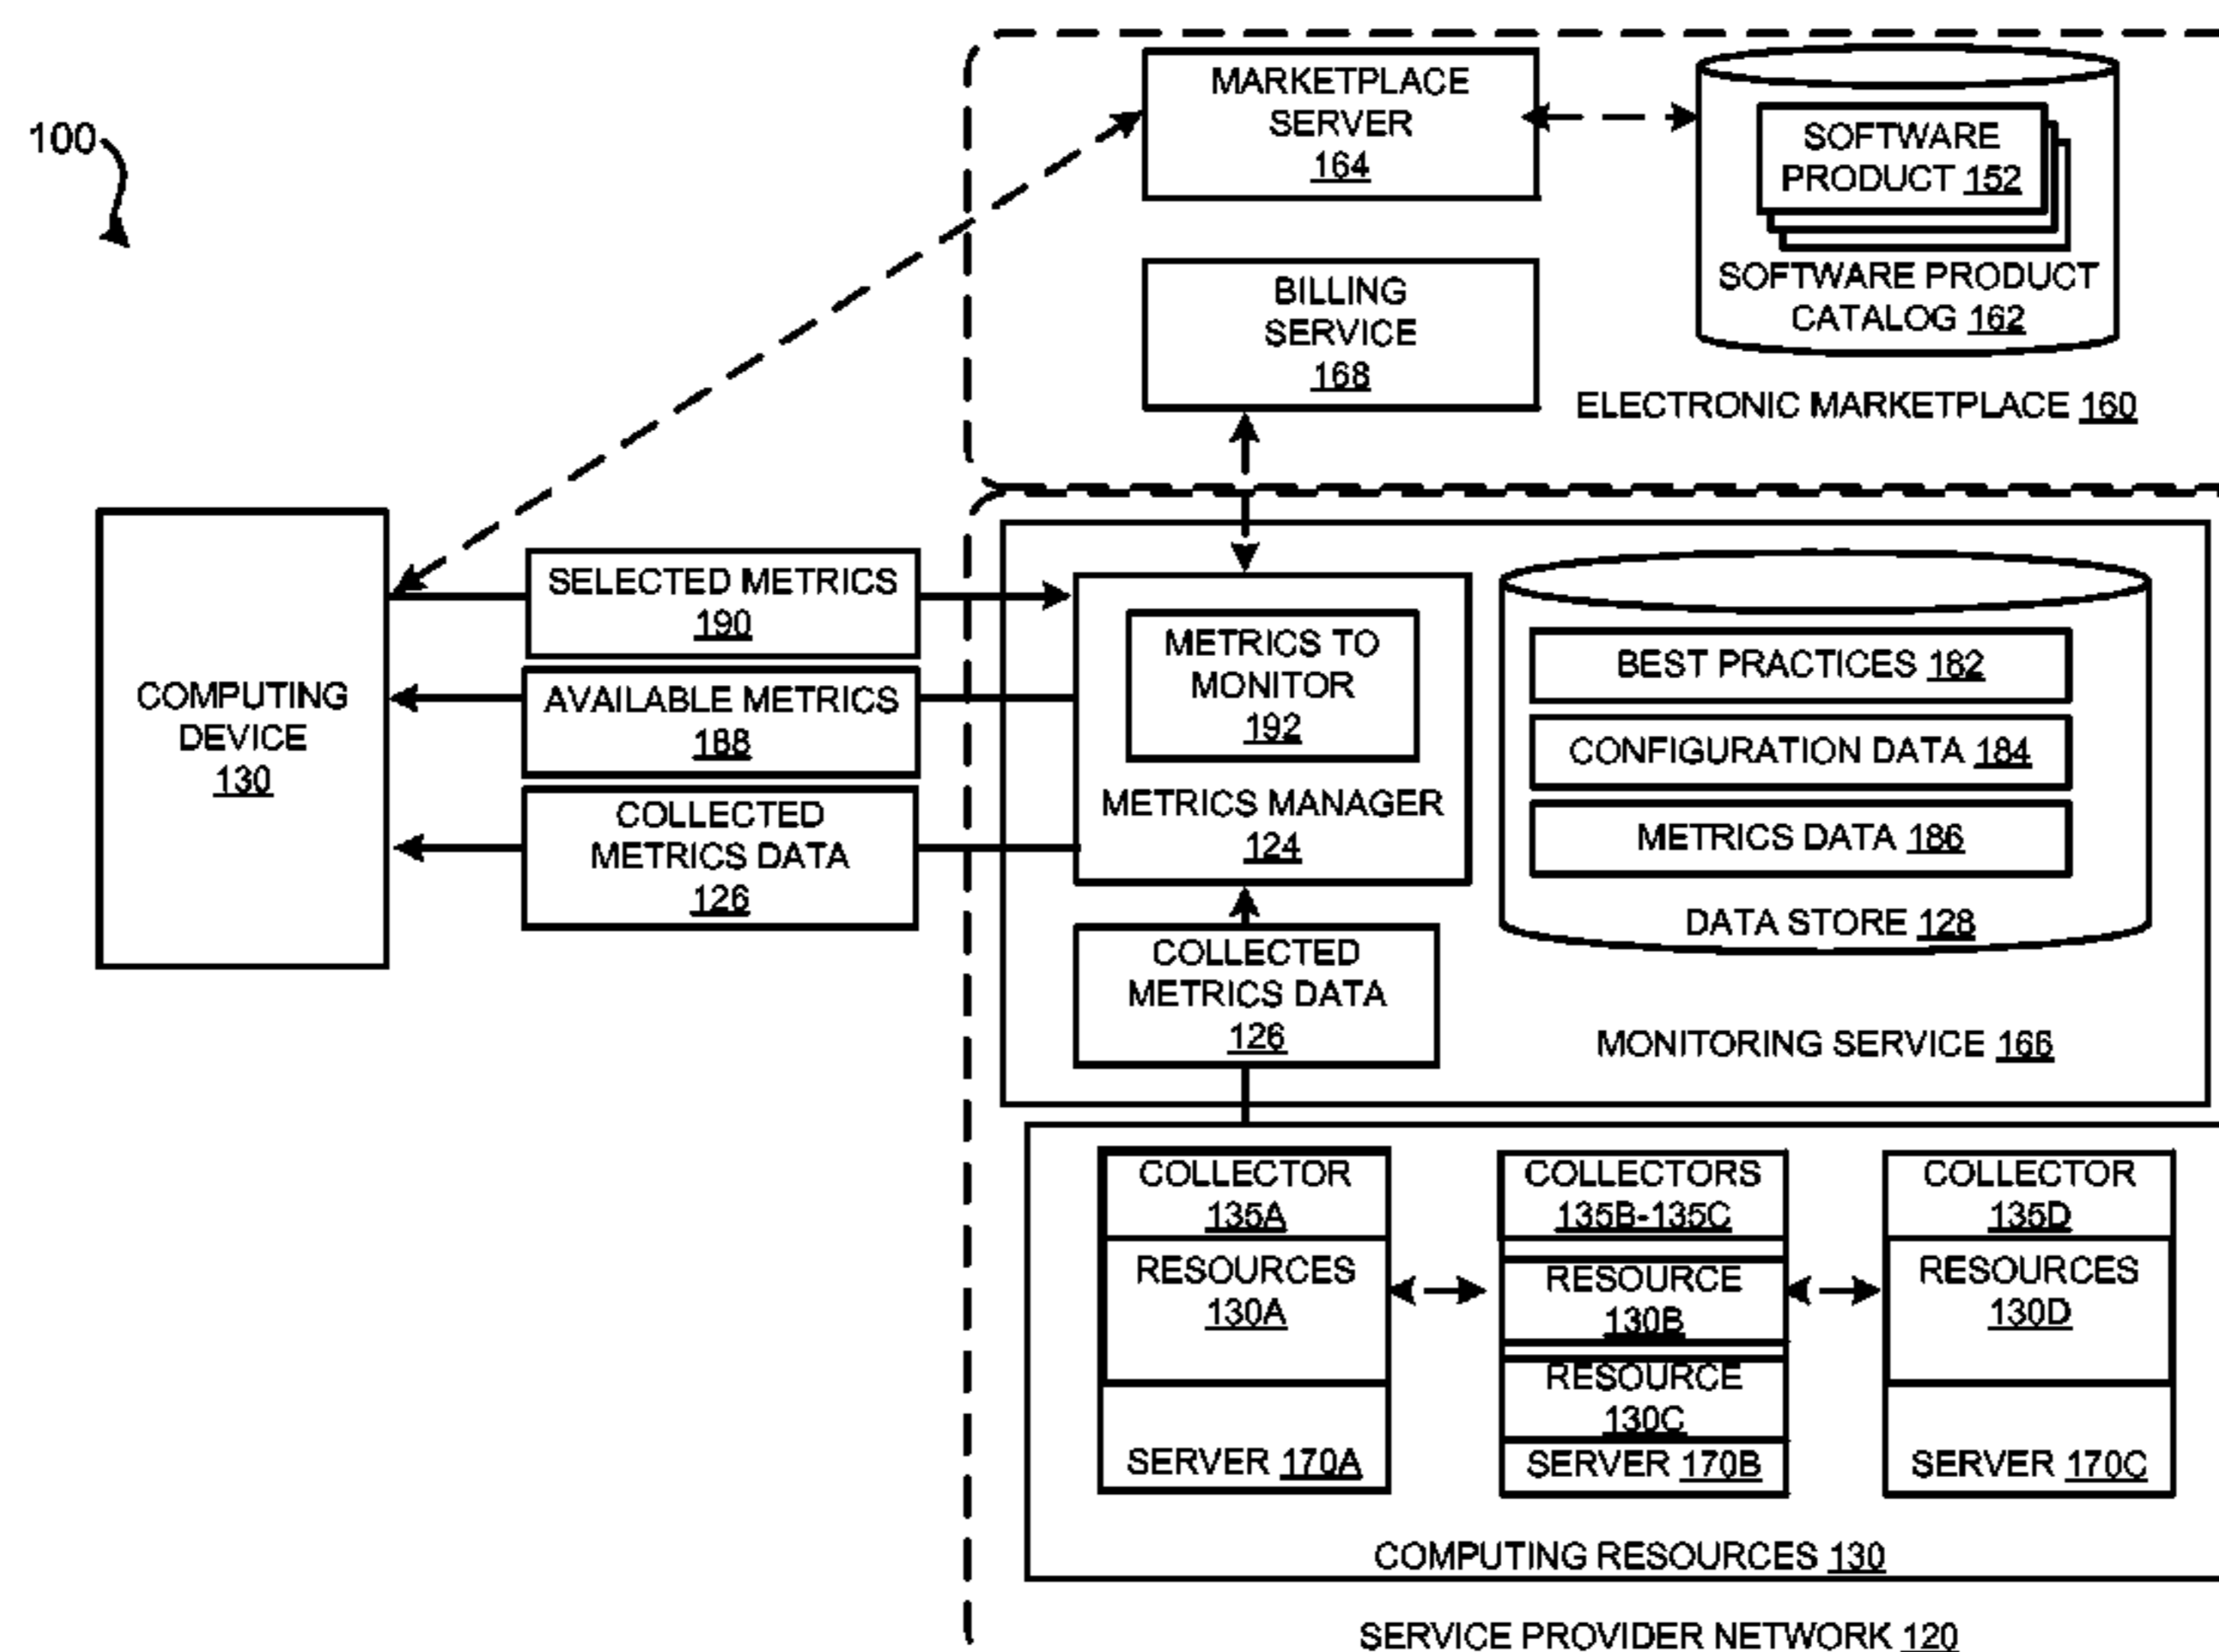 100
MARKETPLACE
SERVER
164
SOFTWARE
PRODUCT 152
SOFTWARE PRODUCT
CATALOG 162
BILLING
SERVICE
168
ELECTRONIC MARKETPLACE 160
COMPUTING
DEVICE
130
SELECTED METRICS
190
AVAILABLE METRICS
188
COLLECTED
METRICS DATA
126
METRICS TO
MONITOR
192
METRICS MANAGER
124
BEST PRACTICES 182
CONFIGURATION DATA 184
METRICS DATA 186
DATA STORE 128
COLLECTED
METRICS DATA
126
MONITORING SERVICE 166
COLLECTOR
135A
RESOURCES
130A
SERVER 170A
COLLECTORS
135B-135C
RESOURCE
130B
RESOURCE
130C
SERVER 170B
COLLECTOR
135D
RESOURCES
130D
SERVER 170C
COMPUTING RESOURCES 130
SERVICE PROVIDER NETWORK 120